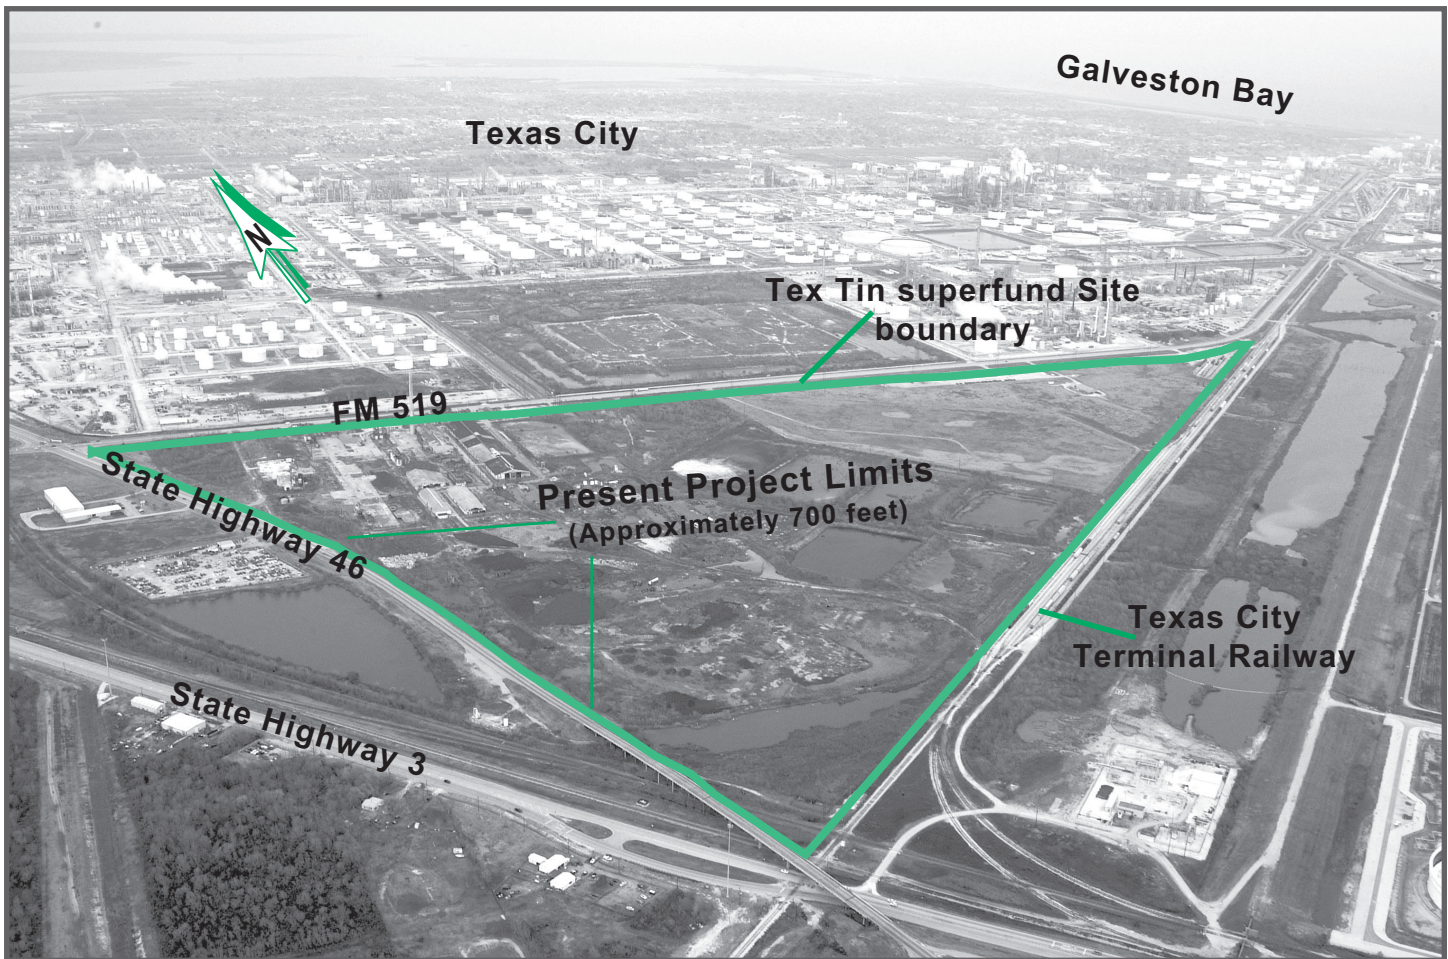 Galveston Bay
Texas City
N
Tex Tin superfund Site
boundary
FM 519
State Highway 46
Present Project Limits
(Approximately 700 feet)
Texas City
Terminal Railway
State Highway 3